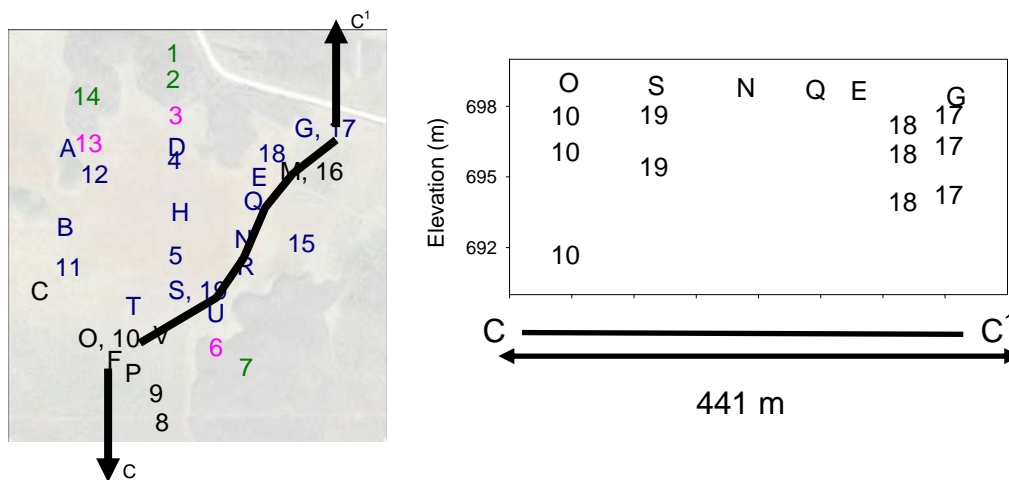 C1
1
2
14
3
G, 17
A 13
D
4
18
12
E
M, 16
Q
H
B
N
15
5
11
R
C
S, 19
T
U
O, 10 V
6
F
P
7
9
8
C
O S N Q E G
698
10 19 18 17
10 19 18 17
695
18 17
692
10
Elevation (m)
C C1
441 m